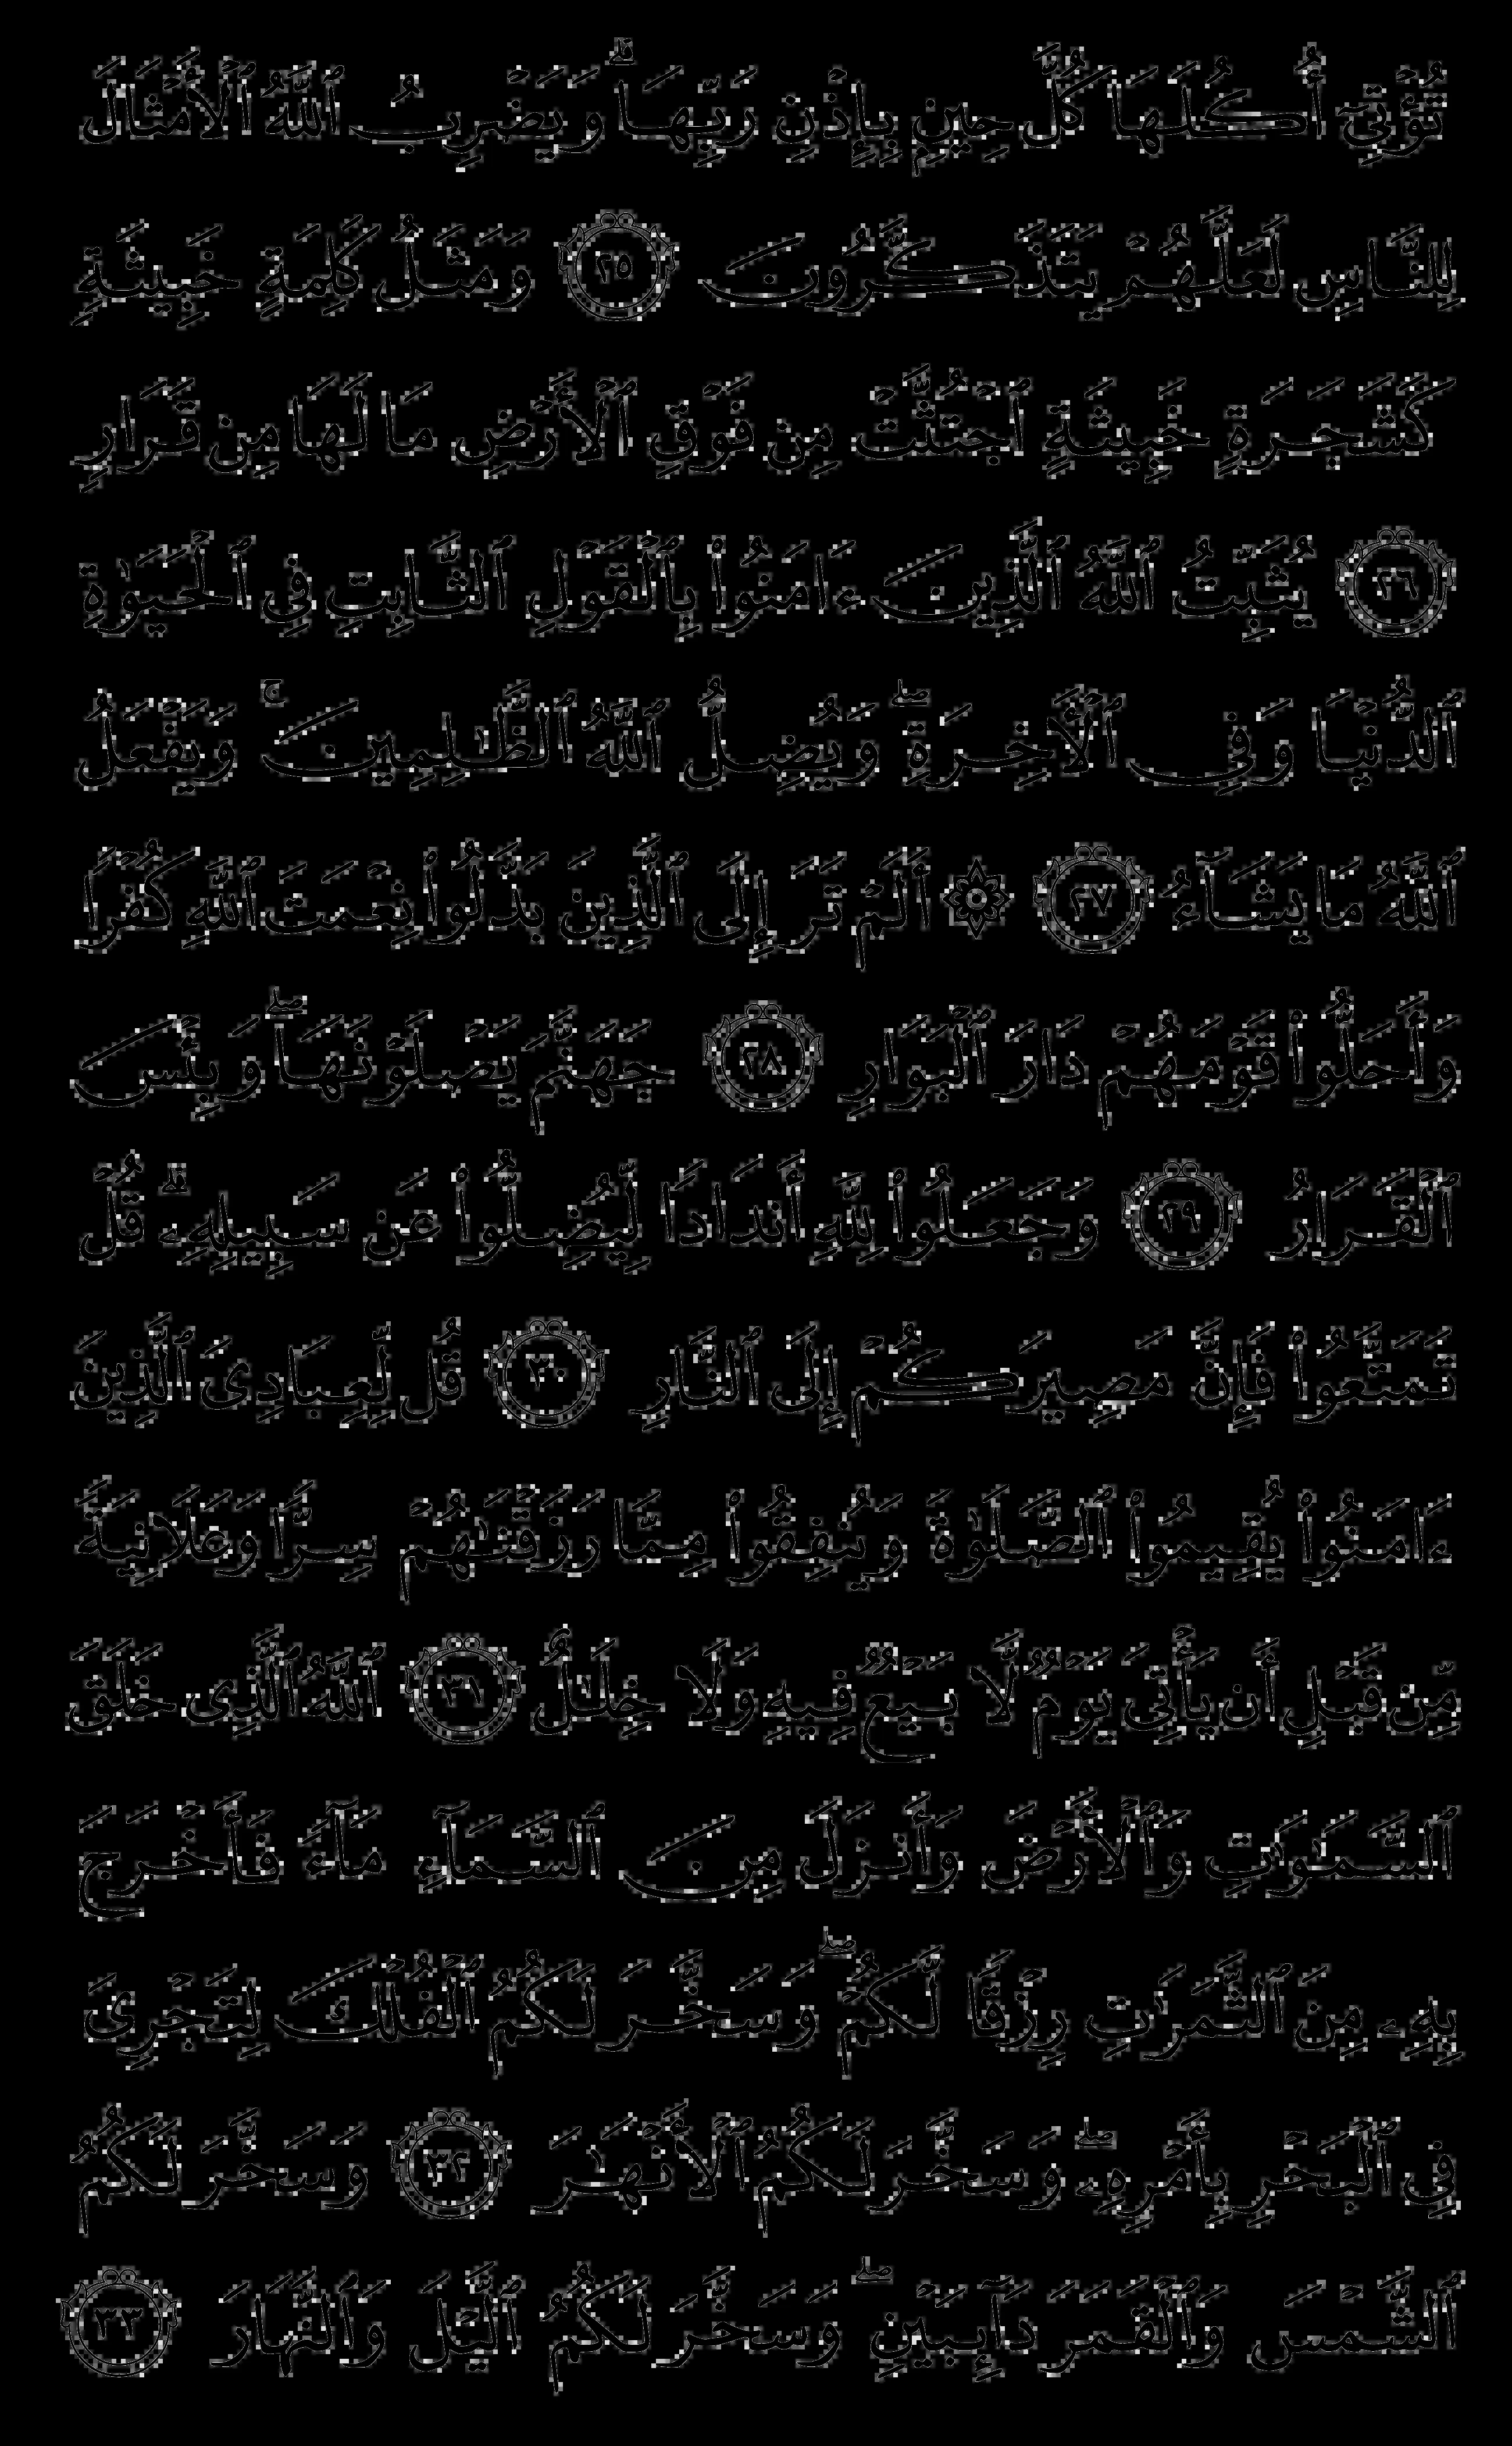 تُؤْتِىٓ أُكُلَهَا كُلَّ حِينٍۭ بِإِذْنِ رَبِّهَا ۗ وَيَضْرِبُ ٱللَّهُ ٱلْأَمْثَالَ
لِلنَّاسِ لَعَلَّهُمْ يَتَذَكَّرُونَ ٢٥ وَمَثَلُ كَلِمَةٍ خَبِيثَةٍ
كَشَجَرَةٍ خَبِيثَةٍ ٱجْتُثَّتْ مِن فَوْقِ ٱلْأَرْضِ مَا لَهَا مِن قَرَارٍ
٢٦ يُثَبِّتُ ٱللَّهُ ٱلَّذِينَ ءَامَنُوا۟ بِٱلْقَوْلِ ٱلثَّابِتِ فِى ٱلْحَيَوٰةِ
ٱلدُّنْيَا وَفِى ٱلْـَٔاخِرَةِ ۖ وَيُضِلُّ ٱللَّهُ ٱلظَّـٰلِمِينَ ۚ وَيَفْعَلُ
ٱللَّهُ مَا يَشَآءُ ٢٧ ۞ أَلَمْ تَرَ إِلَى ٱلَّذِينَ بَدَّلُوا۟ نِعْمَتَ ٱللَّهِ كُفْرًا
وَأَحَلُّوا۟ قَوْمَهُمْ دَارَ ٱلْبَوَارِ ٢٨ جَهَنَّمَ يَصْلَوْنَهَا ۖ وَبِئْسَ
ٱلْقَرَارُ ٢٩ وَجَعَلُوا۟ لِلَّهِ أَندَادًا لِّيُضِلُّوا۟ عَن سَبِيلِهِۦ ۗ قُلْ
تَمَتَّعُوا۟ فَإِنَّ مَصِيرَكُمْ إِلَى ٱلنَّارِ ٣٠ قُل لِّعِبَادِىَ ٱلَّذِينَ
ءَامَنُوا۟ يُقِيمُوا۟ ٱلصَّلَوٰةَ وَيُنفِقُوا۟ مِمَّا رَزَقْنَـٰهُمْ سِرًّا وَعَلَانِيَةً
مِّن قَبْلِ أَن يَأْتِىَ يَوْمٌ لَّا بَيْعٌ فِيهِ وَلَا خِلَـٰلٌ ٣١ ٱللَّهُ ٱلَّذِى خَلَقَ
ٱلسَّمَـٰوَٰتِ وَٱلْأَرْضَ وَأَنزَلَ مِنَ ٱلسَّمَآءِ مَآءً فَأَخْرَجَ
بِهِۦ مِنَ ٱلثَّمَرَٰتِ رِزْقًا لَّكُمْ ۖ وَسَخَّرَ لَكُمُ ٱلْفُلْكَ لِتَجْرِىَ
فِى ٱلْبَحْرِ بِأَمْرِهِۦ ۖ وَسَخَّرَ لَكُمُ ٱلْأَنْهَـٰرَ ٣٢ وَسَخَّرَ لَكُمُ
ٱلشَّمْسَ وَٱلْقَمَرَ دَآئِبَيْنِ ۖ وَسَخَّرَ لَكُمُ ٱلَّيْلَ وَٱلنَّهَارَ ٣٣